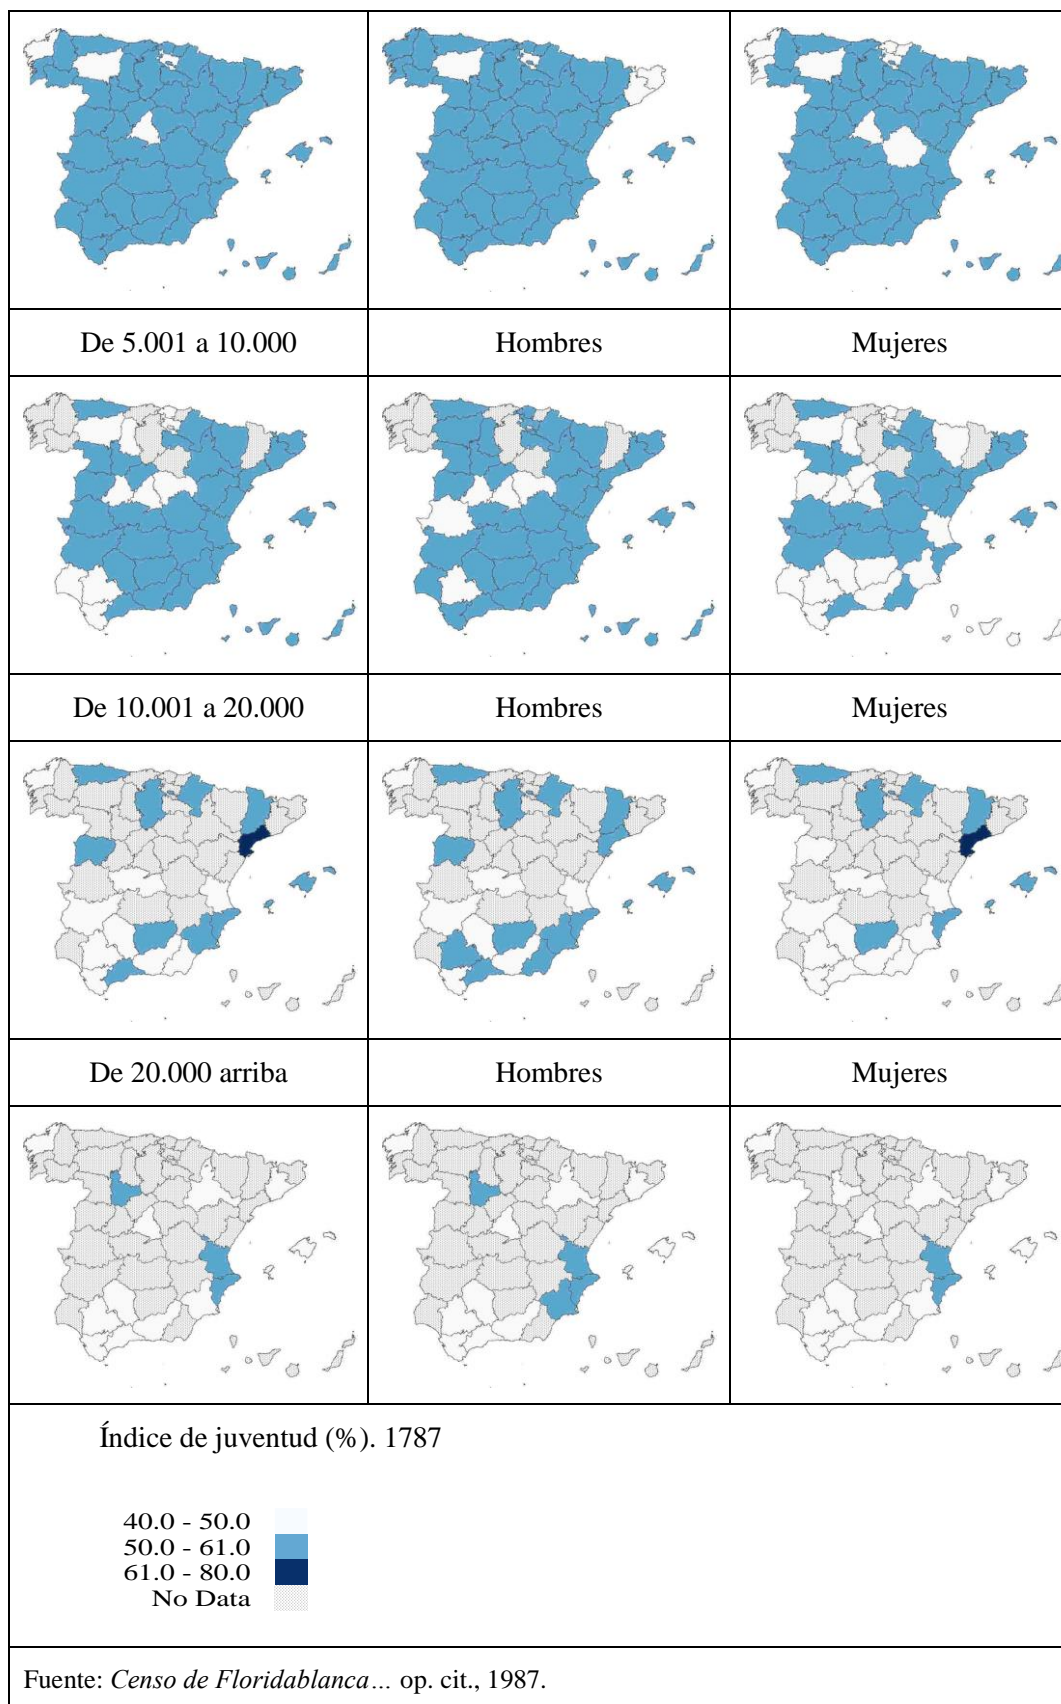 De 5.001 a 10.000 Hombres Mujeres
De 10.001 a 20.000 Hombres Mujeres
De 20.000 arriba Hombres Mujeres
Índice de juventud (%). 1787
40.0 - 50.0
50.0 - 61.0
61.0 - 80.0
No Data
Fuente: Censo de Floridablanca... op. cit., 1987.